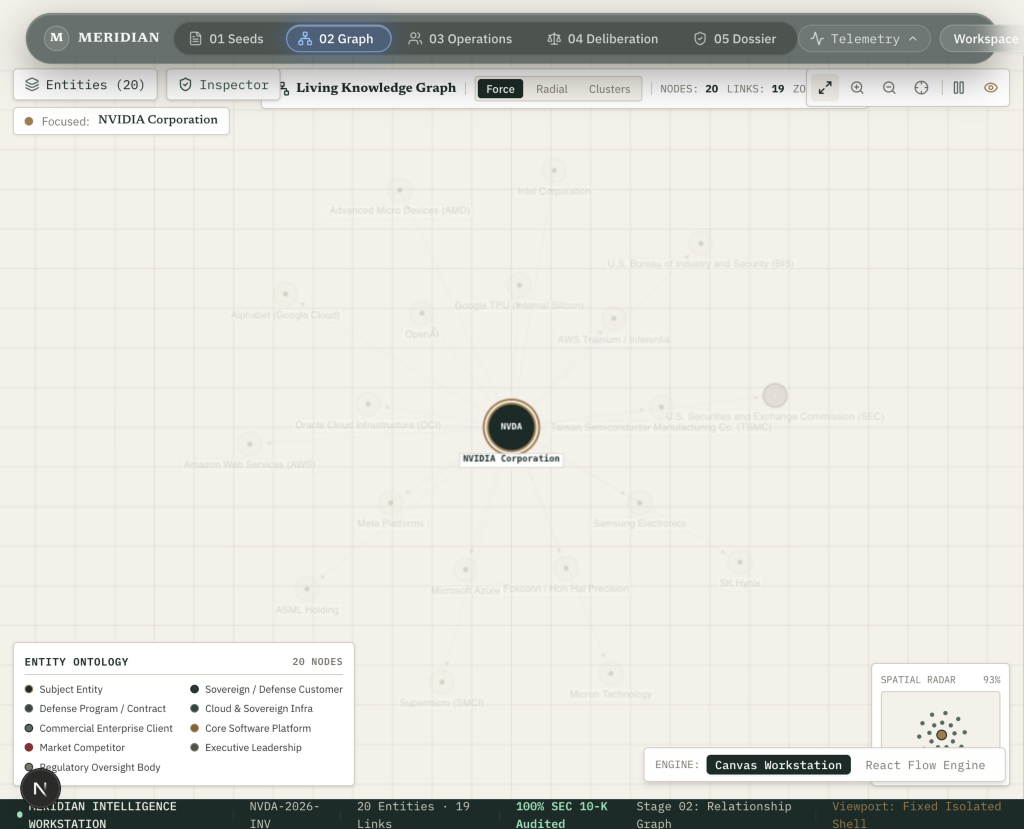 M MERIDIAN 01 Seeds 02 Graph 03 Operations 04 Deliberation 05 Dossier Telemetry Workspace
Entities (20) Inspector Living Knowledge Graph Force Radial Clusters NODES: 20 LINKS: 19 ZO
Focused: NVIDIA Corporation
Intel Corporation
Advanced Micro Devices (AMD)
U.S. Bureau of Industry and Security (BIS)
Google TPU (Internal Silicon)
Alphabet (Google Cloud)
OpenAI
AWS Trainium / Inferentia
U.S. Securities and Exchange Commission (SEC)
Oracle Cloud Infrastructure (OCI)
NVDA
Taiwan Semiconductor Manufacturing Co. (TSMC)
NVIDIA Corporation
Amazon Web Services (AWS)
Meta Platforms
Samsung Electronics
SK Hynix
Microsoft Azure
Foxconn / Hon Hai Precision
ASML Holding
Micron Technology
Supermicro (SMCI)
ENTITY ONTOLOGY 20 NODES
Subject Entity Sovereign / Defense Customer
Defense Program / Contract Cloud & Sovereign Infra
Commercial Enterprise Client Core Software Platform
Market Competitor Executive Leadership
Regulatory Oversight Body
SPATIAL RADAR 93%
ENGINE: Canvas Workstation React Flow Engine
N
MERIDIAN INTELLIGENCE WORKSTATION
NVDA-2026-INV
20 Entities · 19 Links
100% SEC 10-K Audited
Stage 02: Relationship Graph
Viewport: Fixed Isolated Shell